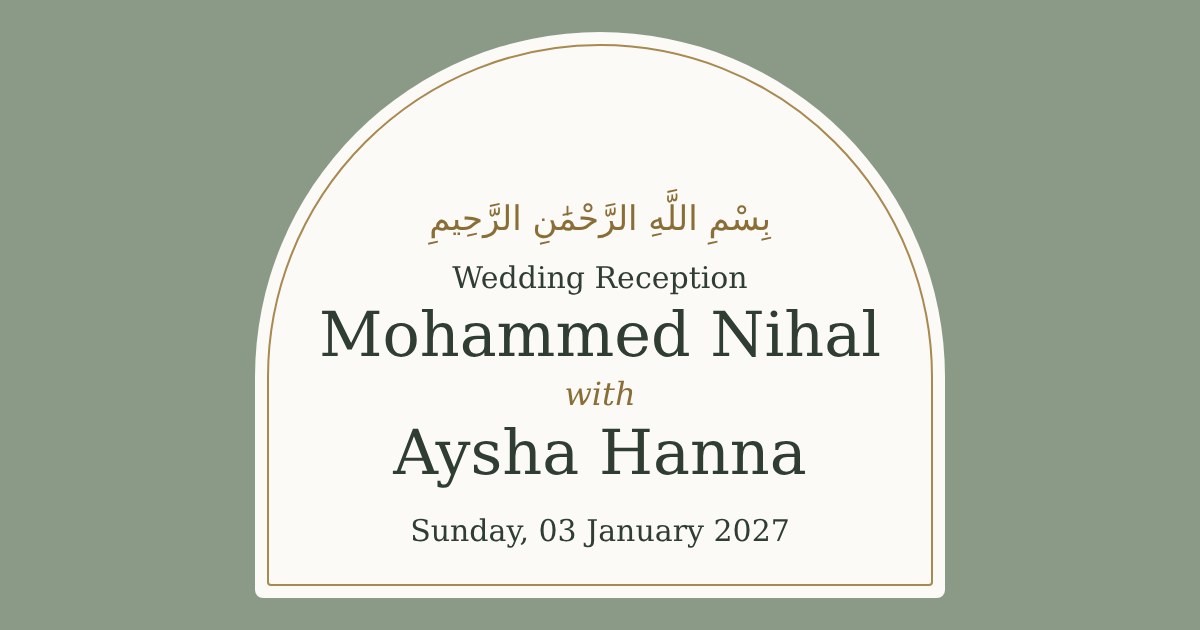 بِسْمِ اللَّهِ الرَّحْمَٰنِ الرَّحِيمِ
Wedding Reception
Mohammed Nihal
with
Aysha Hanna
Sunday, 03 January 2027